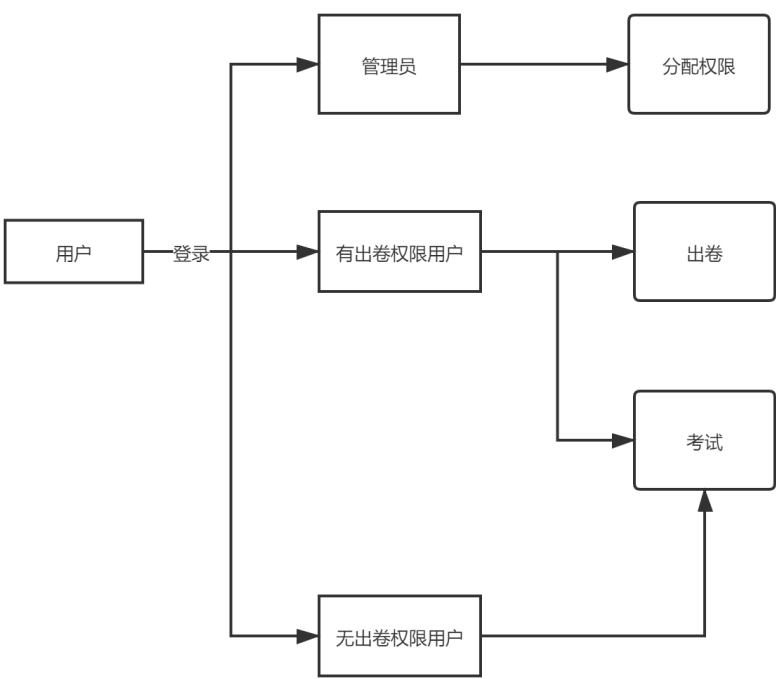 管理员
分配权限
用户
登录
有出卷权限用户
出卷
考试
无出卷权限用户